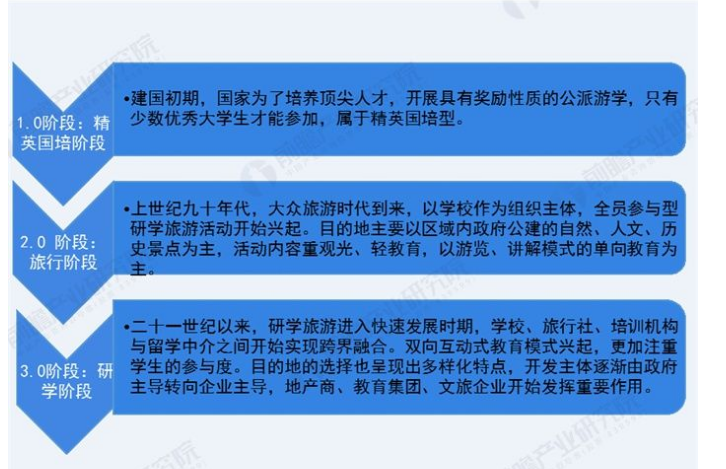 1.0阶段：精
英国培阶段
•建国初期，国家为了培养顶尖人才，开展具有奖励性质的公派游学，只有
少数优秀大学生才能参加，属于精英国培型。
2.0 阶段：
旅行阶段
•上世纪九十年代，大众旅游时代到来，以学校作为组织主体，全员参与型
研学旅游活动开始兴起。目的地主要以区域内政府公建的自然、人文、历
史景点为主，活动内容重观光、轻教育，以游览、讲解模式的单向教育为
主。
3.0阶段：研
学阶段
•二十一世纪以来，研学旅游进入快速发展时期，学校、旅行社、培训机构
与留学中介之间开始实现跨界融合。双向互动式教育模式兴起，更加注重
学生的参与度。目的地的选择也呈现出多样化特点，开发主体逐渐由政府
主导转向企业主导，地产商、教育集团、文旅企业开始发挥重要作用。
前瞻产业研究院